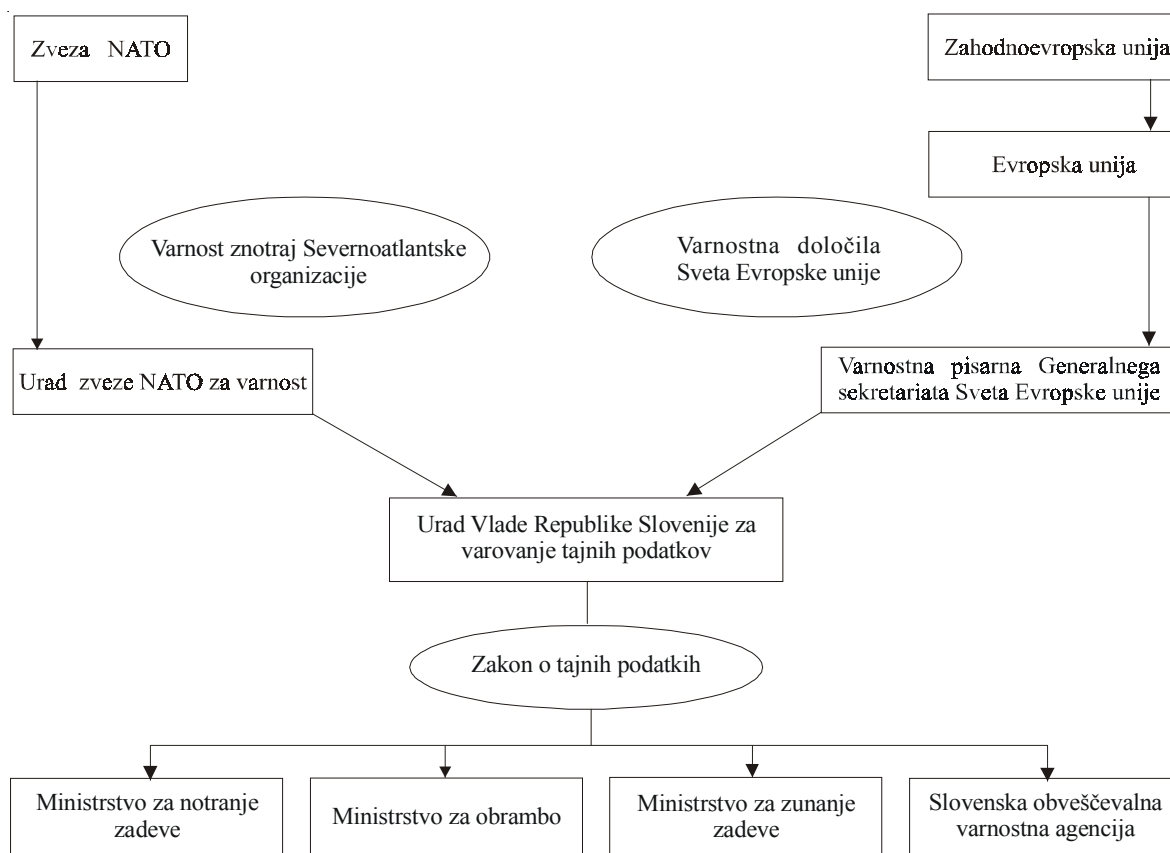 Zveza NATO
Zahodnoevropska unija
Evropska unija
Varnost znotraj Severnoatlantske
organizacije
Varnostna določila
Sveta Evropske unije
Urad zveze NATO za varnost
Varnostna pisarna Generalnega
sekretariata Sveta Evropske unije
Urad Vlade Republike Slovenije za
varovanje tajnih podatkov
Zakon o tajnih podatkih
Ministrstvo za notranje
zadeve
Ministrstvo za obrambo
Ministrstvo za zunanje
zadeve
Slovenska obveščevalna
varnostna agencija